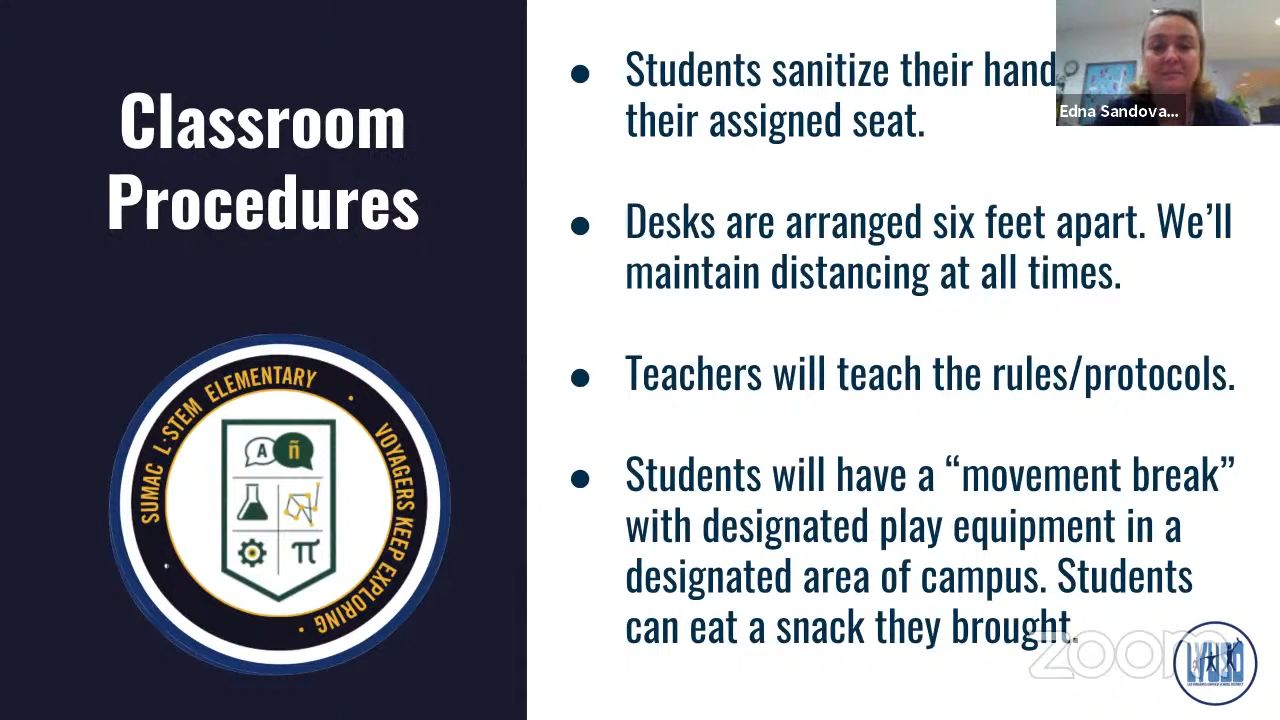 Classroom
Procedures
SUMAC L·STEM ELEMENTARY
VOYAGERS KEEP EXPLORING
A
ñ
π
• Students sanitize their hand
their assigned seat.
• Desks are arranged six feet apart. We’ll
maintain distancing at all times.
• Teachers will teach the rules/protocols.
• Students will have a “movement break”
with designated play equipment in a
designated area of campus. Students
can eat a snack they brought.
Edna Sandova...
zoom
LVUSD